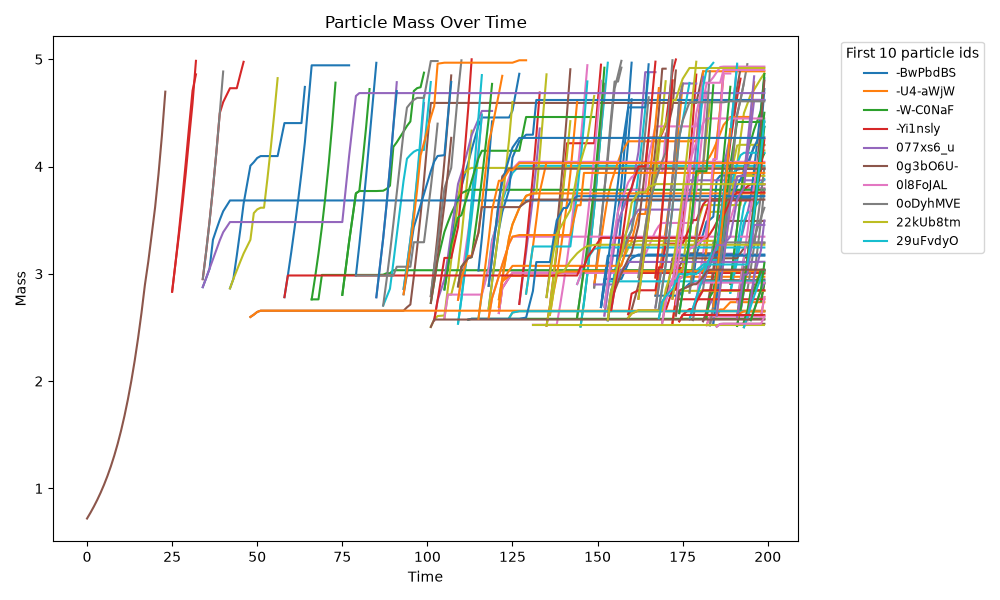 Particle Mass Over Time
Mass
5
4
3
2
1
0
25
50
75
100
125
150
175
200
Time
First 10 particle ids
-BwPbdBS
-U4-aWjW
-W-C0NaF
-Yi1nsly
077xs6_u
0g3bO6U-
0l8FoJAL
0oDyhMVE
22kUb8tm
29uFvdyO